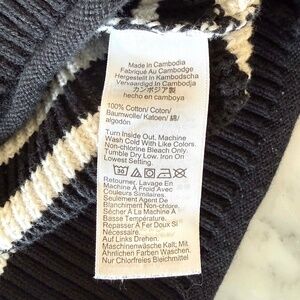 Made In Cambodia
Fabriqué Au Cambodge
Hergestellt In Kambodscha
Vervaardigd In Cambodja
カンボジア製
hecho en camboya
100% Cotton/ Coton/
Baumwolle/ Katoen/ 綿/
algodón
Turn Inside Out, Machine
Wash Cold With Like Colors.
Non-chlorine Bleach Only
Tumble Dry Low. Iron On
Lowest Setting.
30
Retourner, Lavage En
Machine À Froid Avec
Couleurs Similaires.
Seulement Agent De
Blanchiment Non-chlore.
Sécher À La Machine À
Température Basse.
Repasser À Fer Doux Si
Nécessaire.
Auf Links Drehen.
Maschinenwäsche Kalt; Mit
Ähnlichen Farben Waschen.
Nur Chlorfreies Bleichmittel